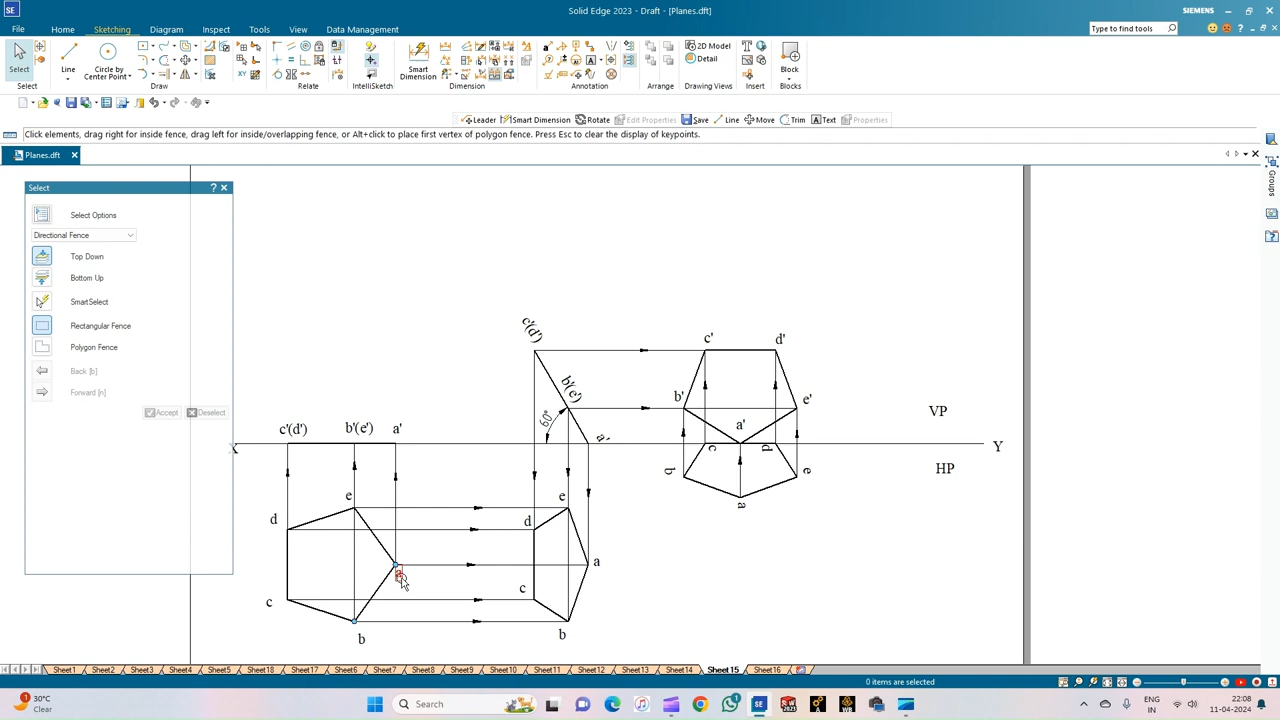 SE
Solid Edge 2023 - Draft - [Planes.dft]
SIEMENS
File Home Sketching Inspect Tools View Data Management
Diagram
Type to find tools
Select
Line
Circle by
Center Point
Smart
Dimension
2D Model
Detail
Block
Select Draw Relate IntelliSketch Dimension Annotation Arrange Drawing Views Insert Blocks
Leader Smart Dimension Rotate Edit Properties Save Line Move Trim Text Properties
Click elements, drag right for inside fence, drag left for inside/overlapping fence, or Alt+click to place first vertex of polygon fence. Press Esc to clear the display of keypoints.
Planes.dft
Groups
Select
Select Options
Directional Fence
Top Down
Bottom Up
SmartSelect
Rectangular Fence
Polygon Fence
Back [b]
Forward [n]
Accept Deselect
c'(d')
c' d'
b'(e')
b' e'
60°
a'
VP
c'(d') b'(e') a' a'
X Y
c d
HP
b e
e e a
d d
a
c c
b b
Sheet1 Sheet2 Sheet3 Sheet4 Sheet5 Sheet18 Sheet17 Sheet6 Sheet7 Sheet8 Sheet9 Sheet10 Sheet11 Sheet12 Sheet13 Sheet14 Sheet15 Sheet16
0 items are selected
30°C
Clear
Search
ENG
IN
22:08
11-04-2024